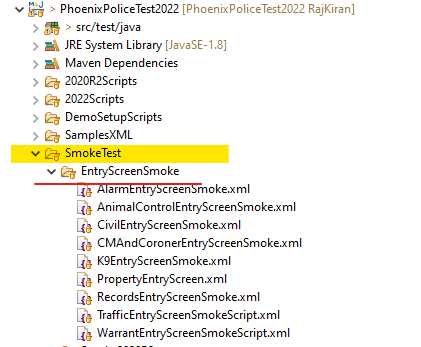 PhoenixPoliceTest2022 [PhoenixPoliceTest2022 RajKiran]
src/test/java
JRE System Library [JavaSE-1.8]
Maven Dependencies
2020R2Scripts
2022Scripts
DemoSetupScripts
SamplesXML
SmokeTest
EntryScreenSmoke
AlarmEntryScreenSmoke.xml
AnimalControlEntryScreenSmoke.xml
CivilEntryScreenSmoke.xml
CMAndCoronerEntryScreenSmoke.xml
K9EntryScreenSmoke.xml
PropertyEntryScreen.xml
RecordsEntryScreenSmoke.xml
TrafficEntryScreenSmokeScript.xml
WarrantEntryScreenSmokeScript.xml